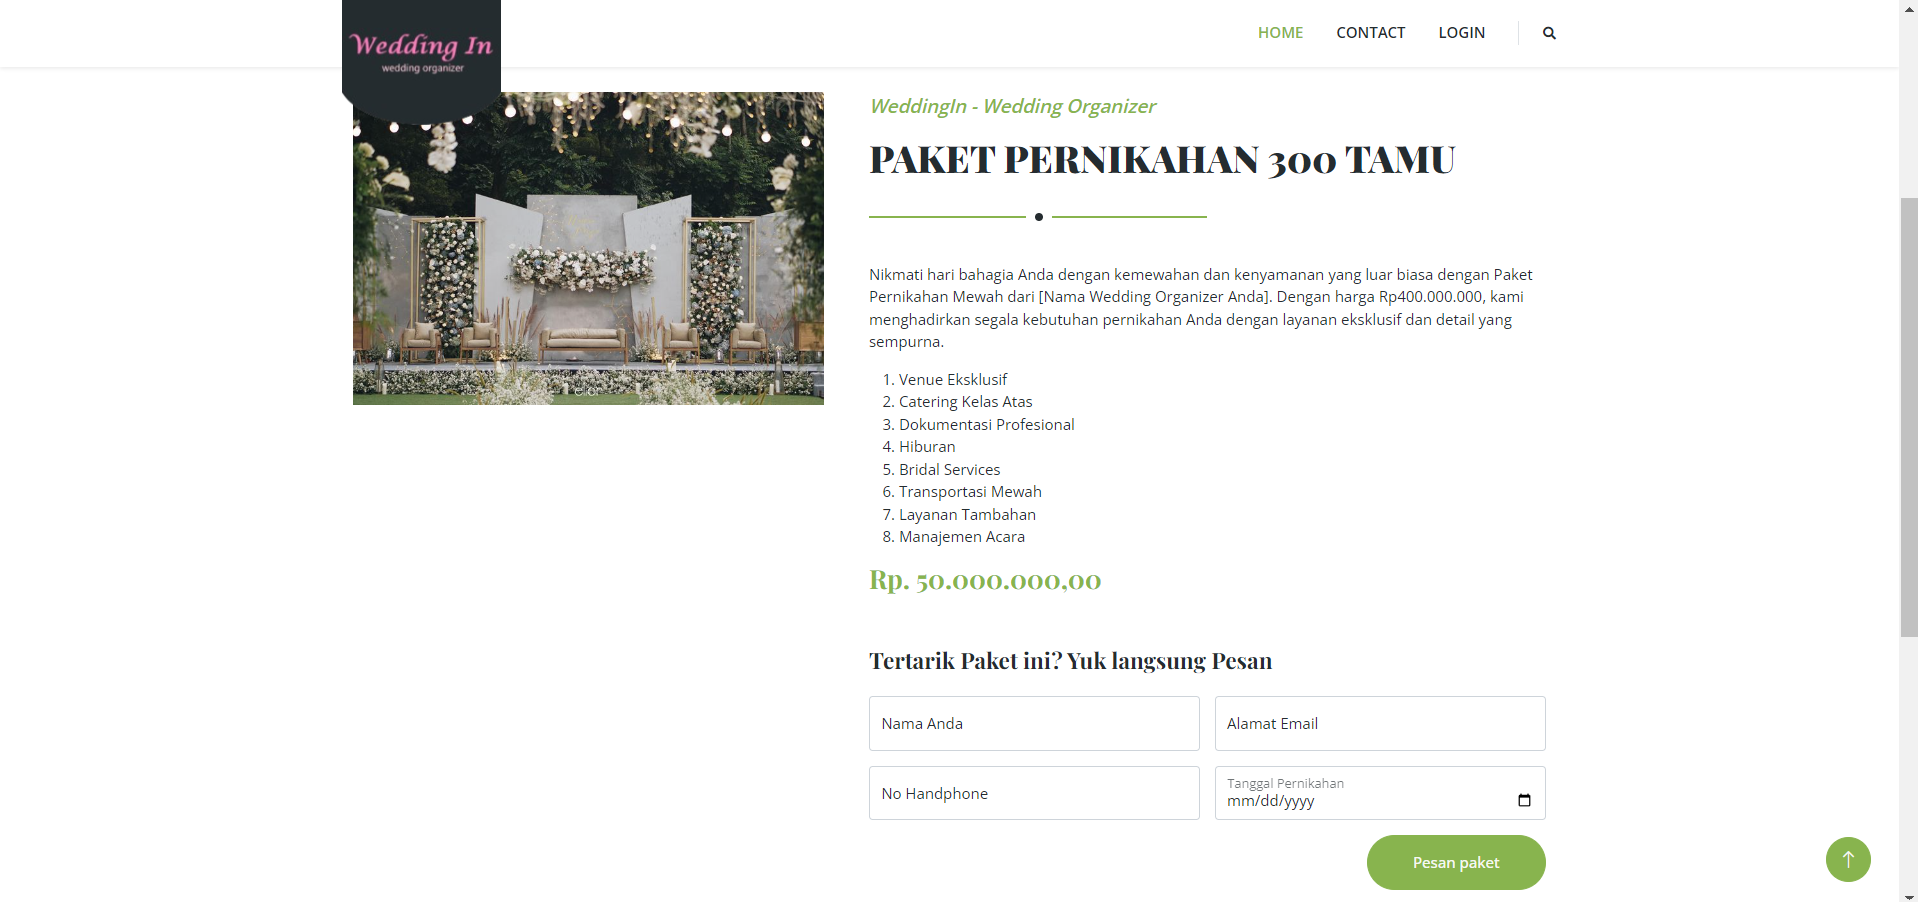 Wedding In
wedding organizer
HOME
CONTACT
LOGIN
WeddingIn - Wedding Organizer
PAKET PERNIKAHAN 300 TAMU
Nikmati hari bahagia Anda dengan kemewahan dan kenyamanan yang luar biasa dengan Paket
Pernikahan Mewah dari [Nama Wedding Organizer Anda]. Dengan harga Rp400.000.000, kami
menghadirkan segala kebutuhan pernikahan Anda dengan layanan eksklusif dan detail yang
sempurna.
1. Venue Eksklusif
2. Catering Kelas Atas
3. Dokumentasi Profesional
4. Hiburan
5. Bridal Services
6. Transportasi Mewah
7. Layanan Tambahan
8. Manajemen Acara
Rp. 50.000.000,00
Tertarik Paket ini? Yuk langsung Pesan
Nama Anda
Alamat Email
No Handphone
Tanggal Pernikahan
mm/dd/yyyy
Pesan paket